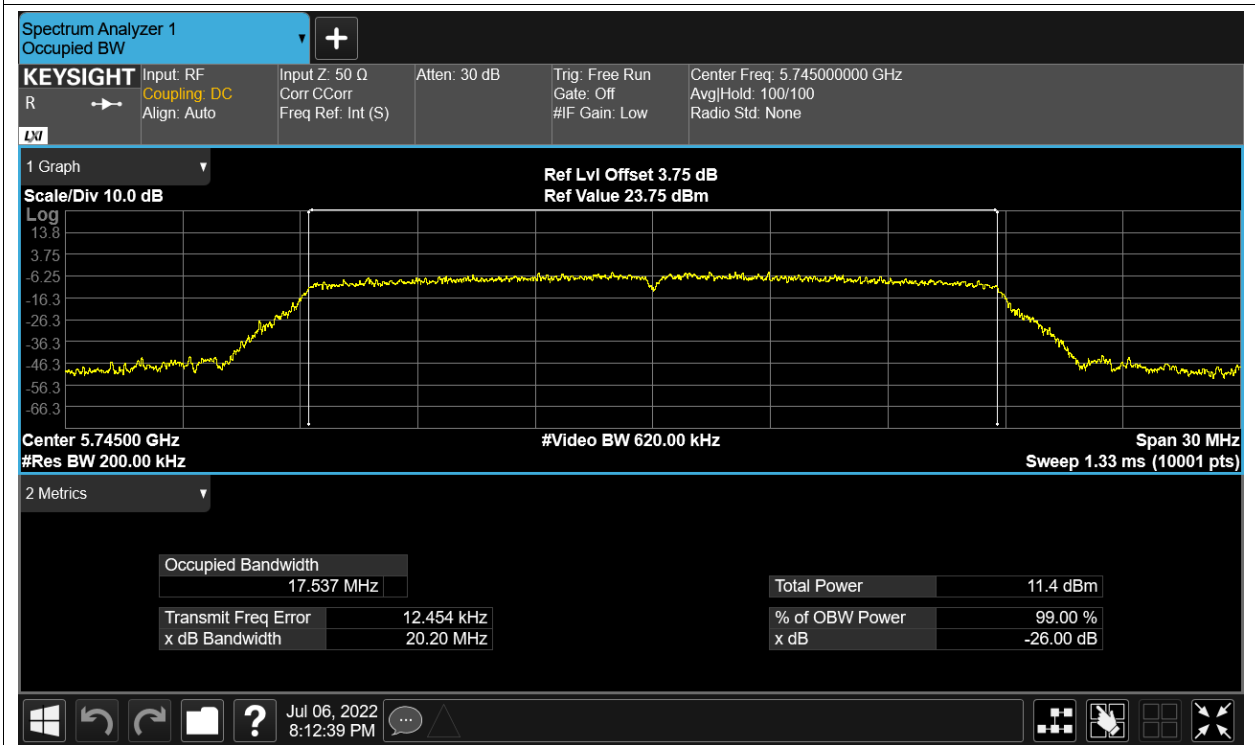 Spectrum Analyzer 1
Occupied BW
KEYSIGHT
R
LXI
Input: RF
Coupling: DC
Align: Auto
Input Z: 50 Ω
Corr CCorr
Freq Ref: Int (S)
Atten: 30 dB
Trig: Free Run
Gate: Off
#IF Gain: Low
Center Freq: 5.745000000 GHz
Avg|Hold: 100/100
Radio Std: None
1 Graph
Scale/Div 10.0 dB
Ref Lvl Offset 3.75 dB
Ref Value 23.75 dBm
Log
13.8
3.75
-6.25
-16.3
-26.3
-36.3
-46.3
-56.3
-66.3
Center 5.74500 GHz
#Res BW 200.00 kHz
#Video BW 620.00 kHz
Span 30 MHz
Sweep 1.33 ms (10001 pts)
2 Metrics
Occupied Bandwidth
17.537 MHz
Transmit Freq Error 12.454 kHz
x dB Bandwidth 20.20 MHz
Total Power 11.4 dBm
% of OBW Power 99.00 %
x dB -26.00 dB
?
Jul 06, 2022
8:12:39 PM